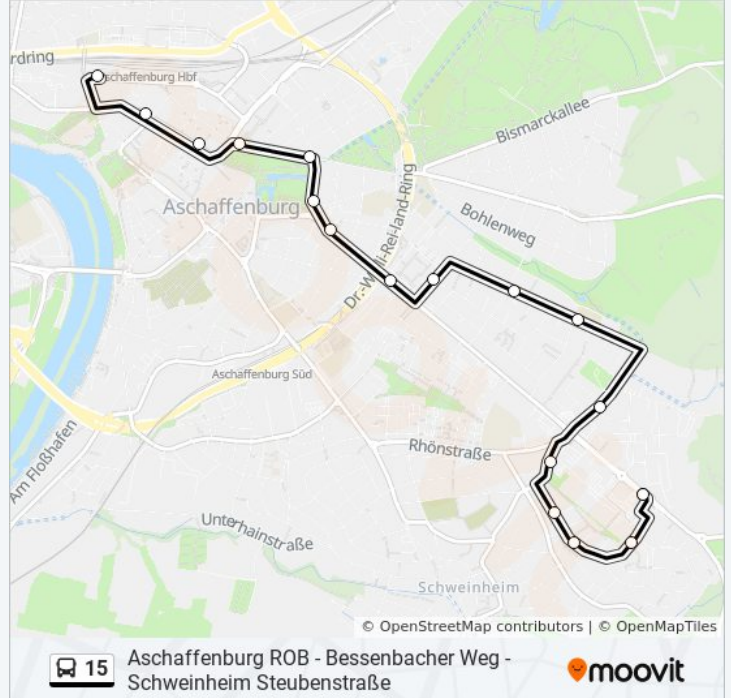 rdring
schaffenburg Hbf
Bismarckallee
Aschaffenburg
Bohlenweg
Dr.-Willi-Rei-land-Ring
Aschaffenburg Süd
Am Floßhafen
Rhönstraße
Unterhainstraße
Schweinheim
© OpenStreetMap contributors | © OpenMapTiles
15
Aschaffenburg ROB - Bessenbacher Weg -
Schweinheim Steubenstraße
moovit